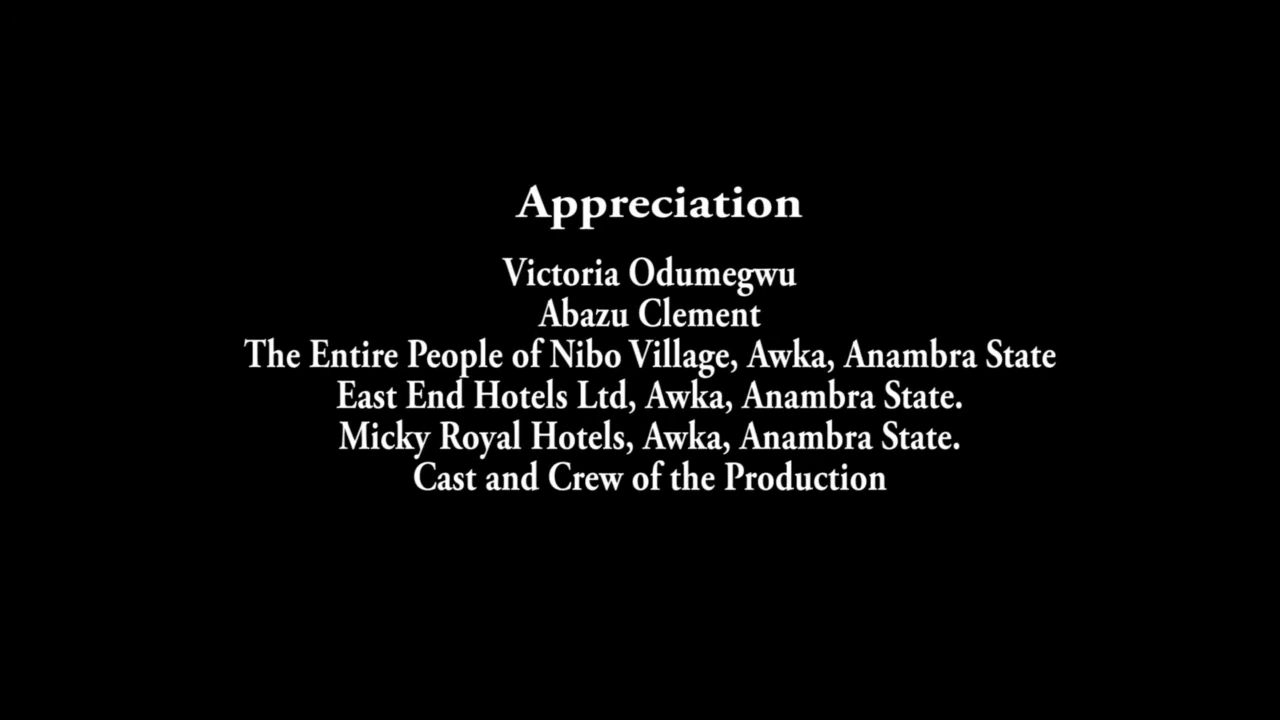 Appreciation
Victoria Odumegwu
Abazu Clement
The Entire People of Nibo Village, Awka, Anambra State
East End Hotels Ltd, Awka, Anambra State.
Micky Royal Hotels, Awka, Anambra State.
Cast and Crew of the Production